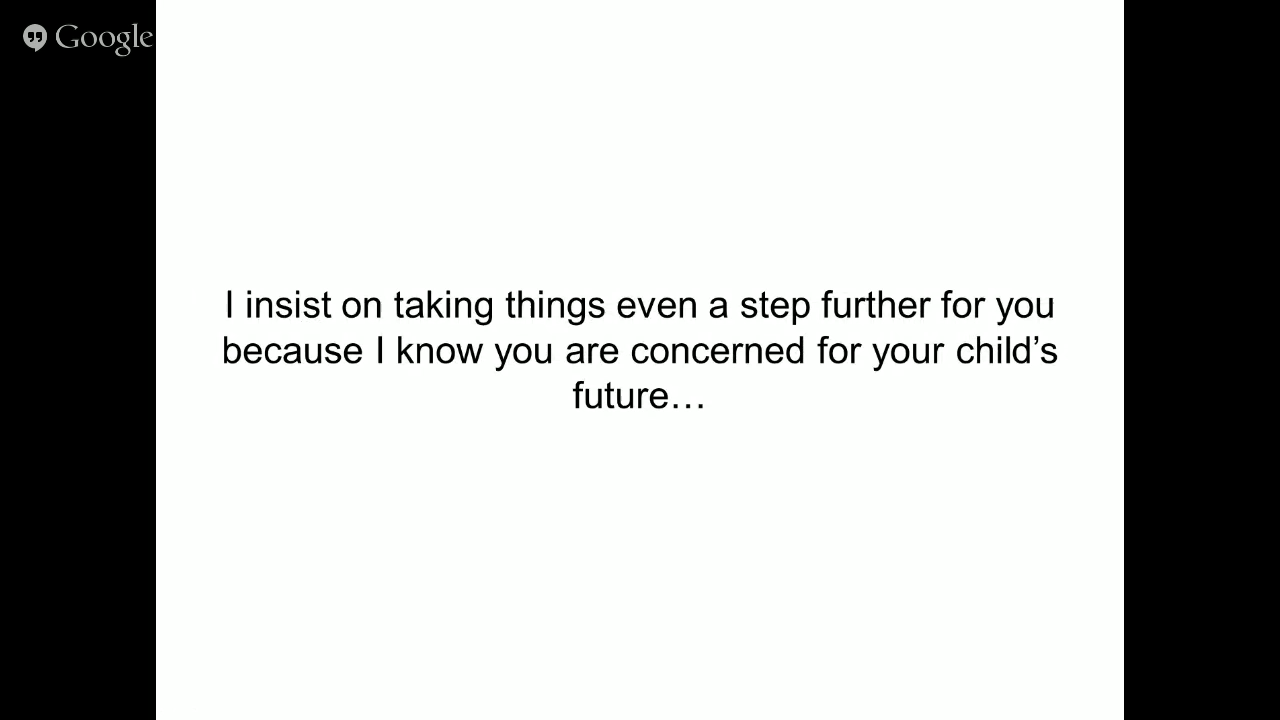 Google
I insist on taking things even a step further for you
because I know you are concerned for your child’s
future…